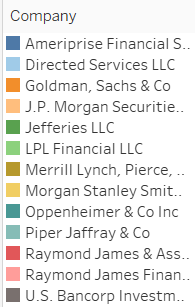 Company
Ameriprise Financial S..
Directed Services LLC
Goldman, Sachs & Co
J.P. Morgan Securitie..
Jefferies LLC
LPL Financial LLC
Merrill Lynch, Pierce, ..
Morgan Stanley Smit..
Oppenheimer & Co Inc
Piper Jaffray & Co
Raymond James & Ass..
Raymond James Finan..
U.S. Bancorp Investm..